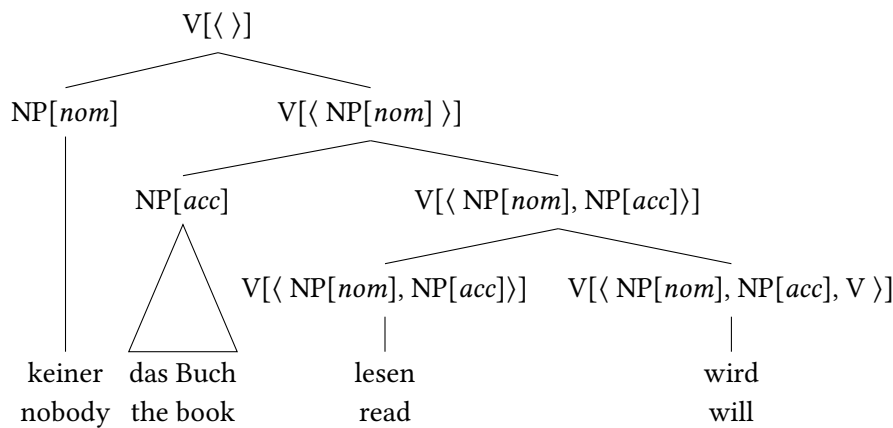 V[⟨ ⟩]
NP[nom] V[⟨ NP[nom] ⟩]
NP[acc] V[⟨ NP[nom], NP[acc]⟩]
V[⟨ NP[nom], NP[acc]⟩] V[⟨ NP[nom], NP[acc], V ⟩]
keiner das Buch lesen wird
nobody the book read will